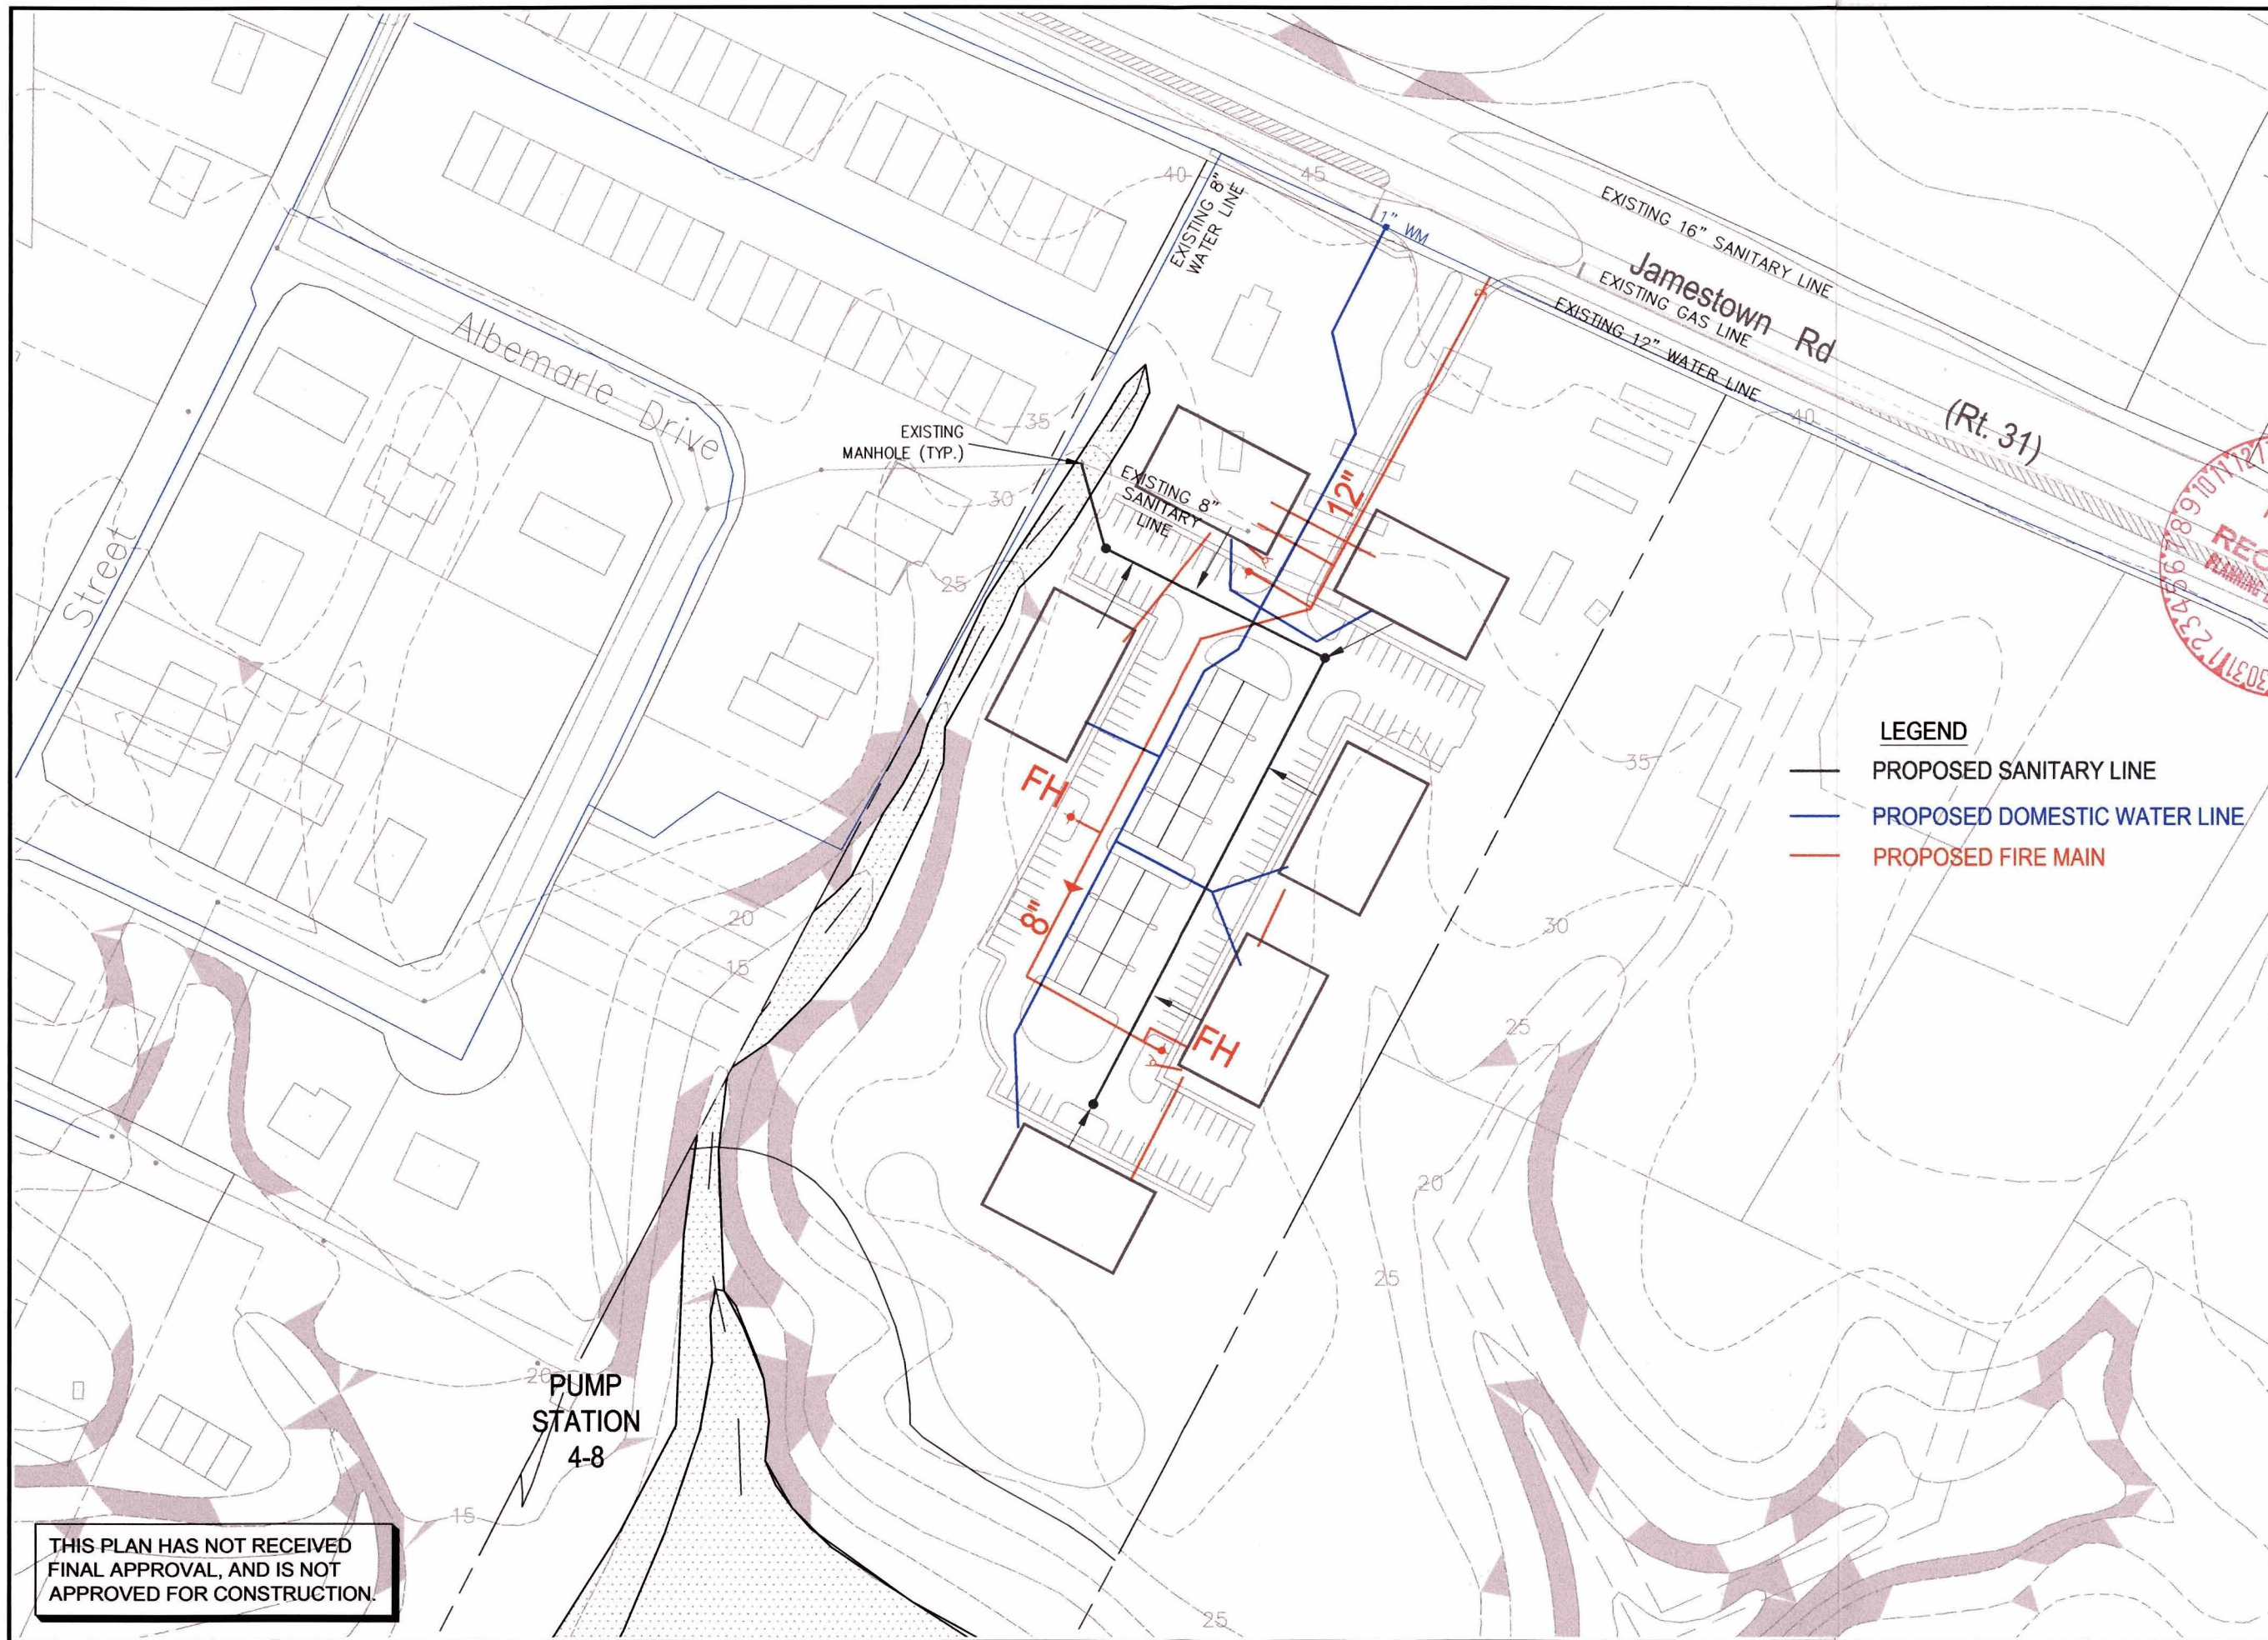 40
45
EXISTING 8"
WATER LINE
1" WM
EXISTING 16" SANITARY LINE
Jamestown Rd
(Rt. 31)
EXISTING GAS LINE
EXISTING 12" WATER LINE
40
Albemarle Drive
Street
EXISTING
MANHOLE (TYP.)
35
30
25
EXISTING 8"
SANITARY
LINE
12"
FH
8"
FH
20
15
35
30
25
20
25
25
20
15
PUMP
STATION
4-8
LEGEND
PROPOSED SANITARY LINE
PROPOSED DOMESTIC WATER LINE
PROPOSED FIRE MAIN
THIS PLAN HAS NOT RECEIVED
FINAL APPROVAL, AND IS NOT
APPROVED FOR CONSTRUCTION.